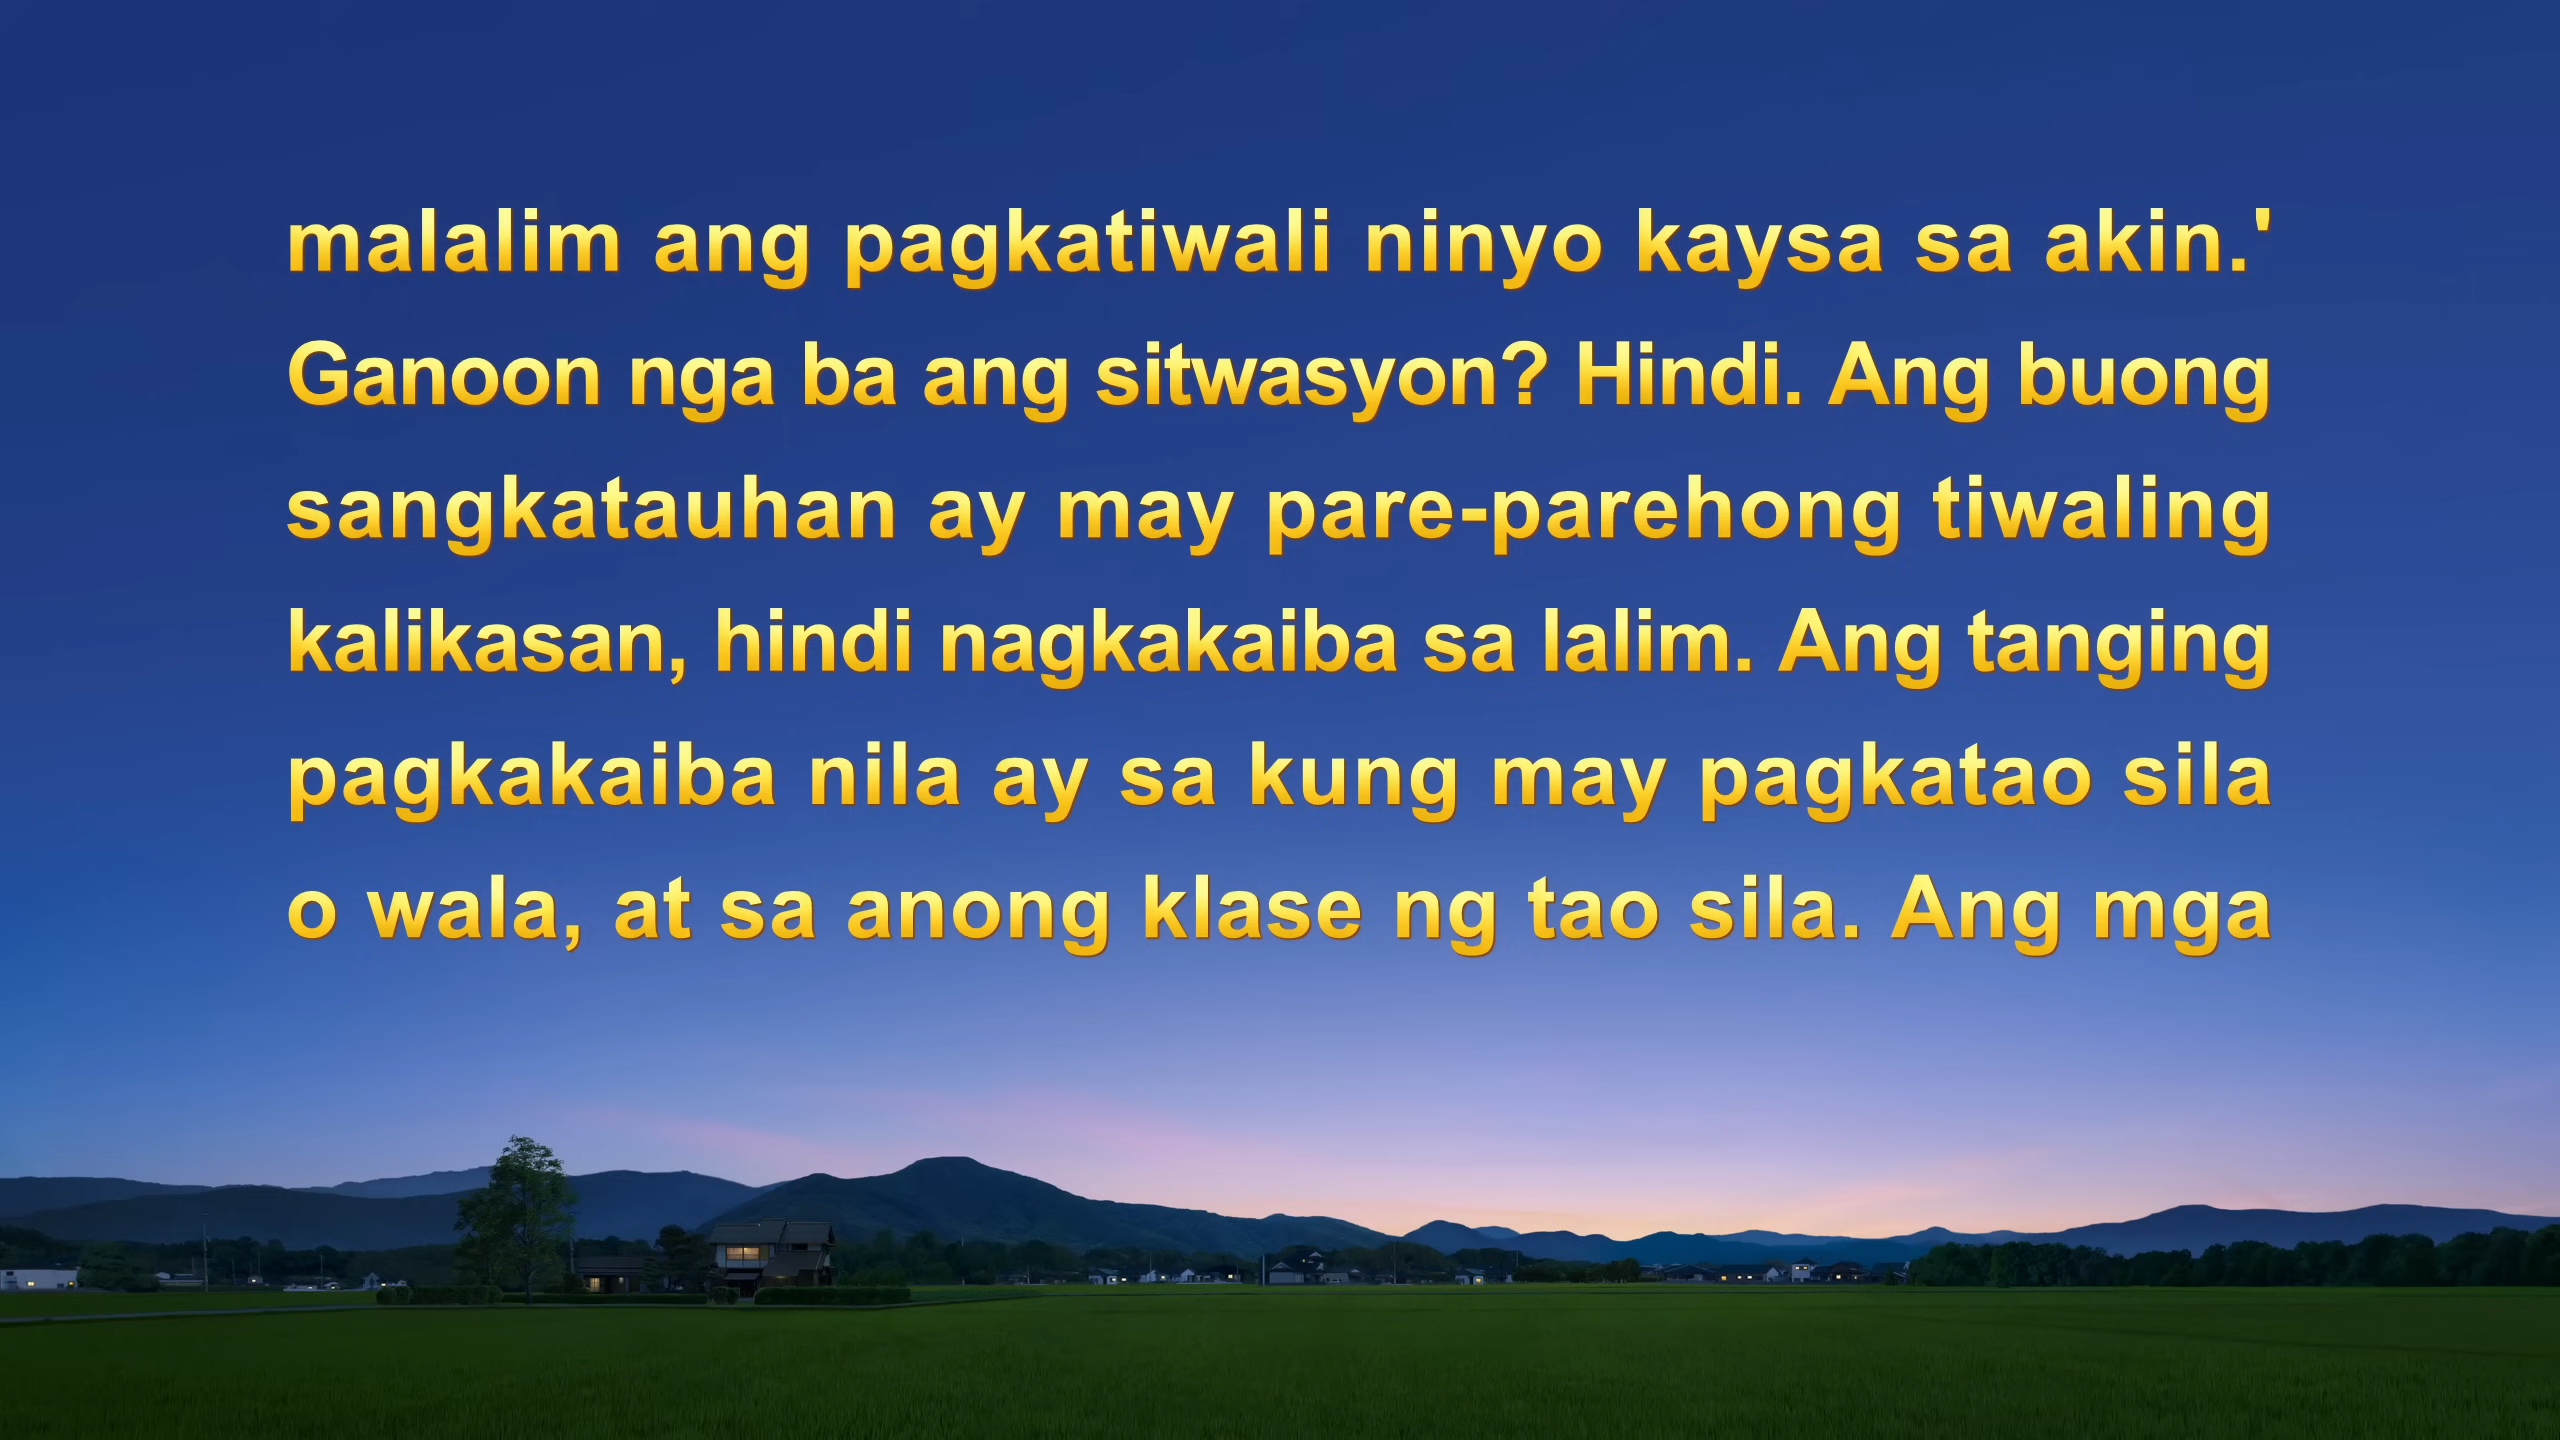 malalim ang pagkatiwali ninyo kaysa sa akin.'
Ganoon nga ba ang sitwasyon? Hindi. Ang buong
sangkatauhan ay may pare-parehong tiwaling
kalikasan, hindi nagkakaiba sa lalim. Ang tanging
pagkakaiba nila ay sa kung may pagkatao sila
o wala, at sa anong klase ng tao sila. Ang mga